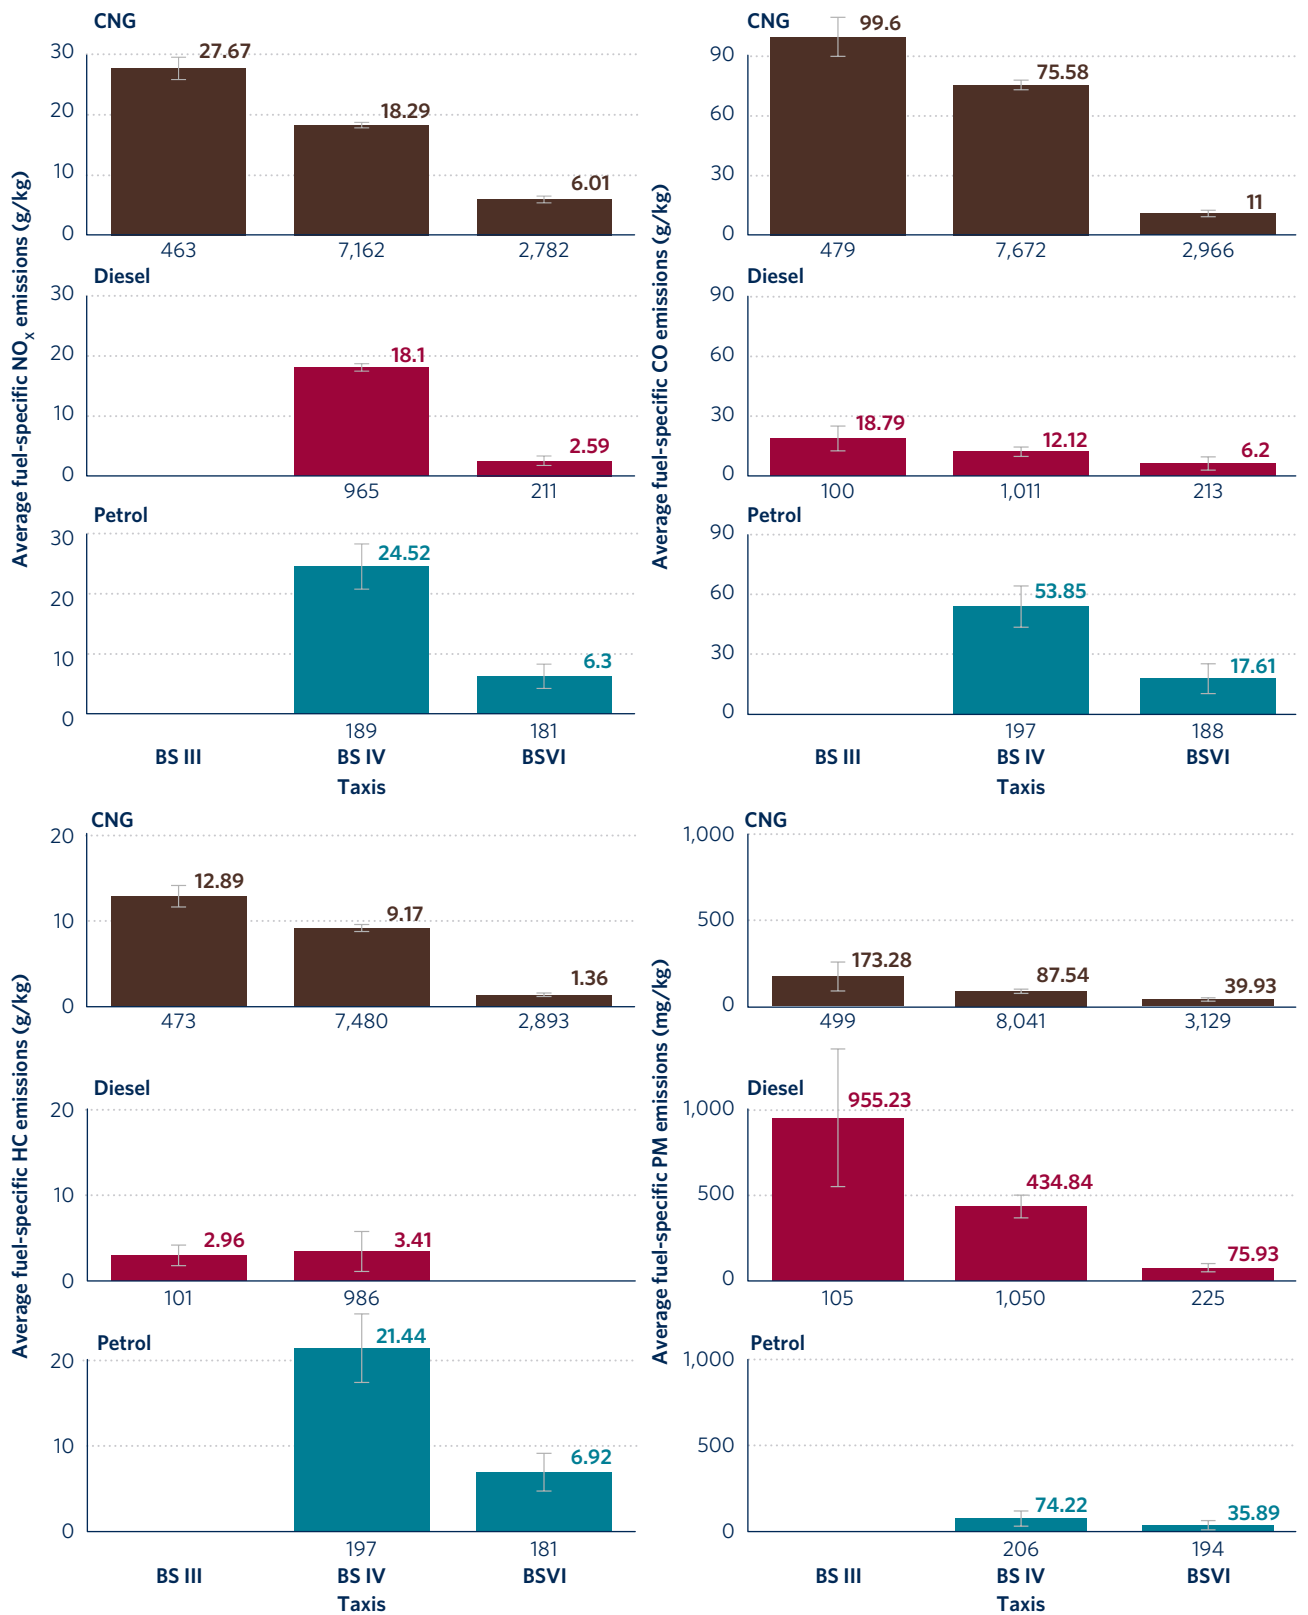 CNG
30
20
10
0
27.67
18.29
6.01
463 7,162 2,782
Diesel
30
20
10
0
18.1
2.59
965 211
Petrol
30
20
10
0
24.52
6.3
189 181
BS III BS IV BSVI
Taxis
Average fuel-specific NOx emissions (g/kg)
CNG
90
60
30
0
99.6
75.58
11
479 7,672 2,966
Diesel
90
60
30
0
18.79
12.12
6.2
100 1,011 213
Petrol
90
60
30
0
53.85
17.61
197 188
BS III BS IV BSVI
Taxis
Average fuel-specific CO emissions (g/kg)
CNG
20
10
0
12.89
9.17
1.36
473 7,480 2,893
Diesel
20
10
0
2.96
3.41
101 986
Petrol
20
10
0
21.44
6.92
197 181
BS III BS IV BSVI
Taxis
Average fuel-specific HC emissions (g/kg)
CNG
1,000
500
0
173.28
87.54
39.93
499 8,041 3,129
Diesel
1,000
500
0
955.23
434.84
75.93
105 1,050 225
Petrol
1,000
500
0
74.22
35.89
206 194
BS III BS IV BSVI
Taxis
Average fuel-specific PM emissions (mg/kg)